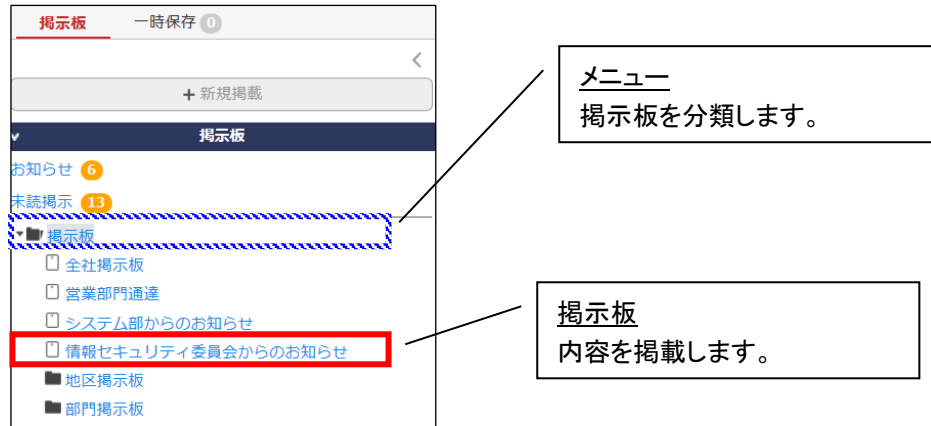 掲示板
一時保存 0
+ 新規掲載
掲示板
お知らせ 6
未読掲示 13
掲示板
全社掲示板
営業部門通達
システム部からのお知らせ
情報セキュリティ委員会からのお知らせ
地区掲示板
部門掲示板
メニュー
掲示板を分類します。
掲示板
内容を掲載します。